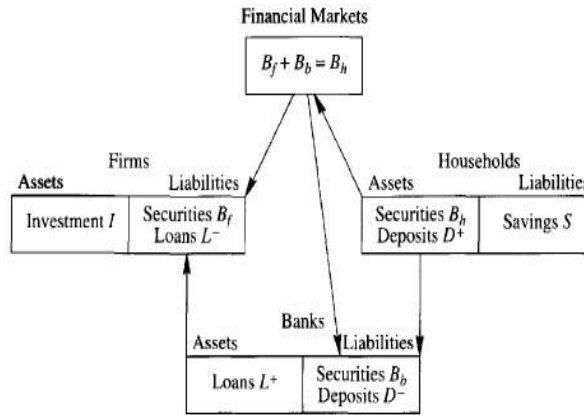 Financial Markets
B_f + B_b = B_h
Firms
Households
Assets
Liabilities
Assets
Liabilities
Investment I
Securities B_f
Loans L⁻
Securities B_h
Deposits D⁺
Savings S
Banks
Assets
Liabilities
Loans L⁺
Securities B_b
Deposits D⁻